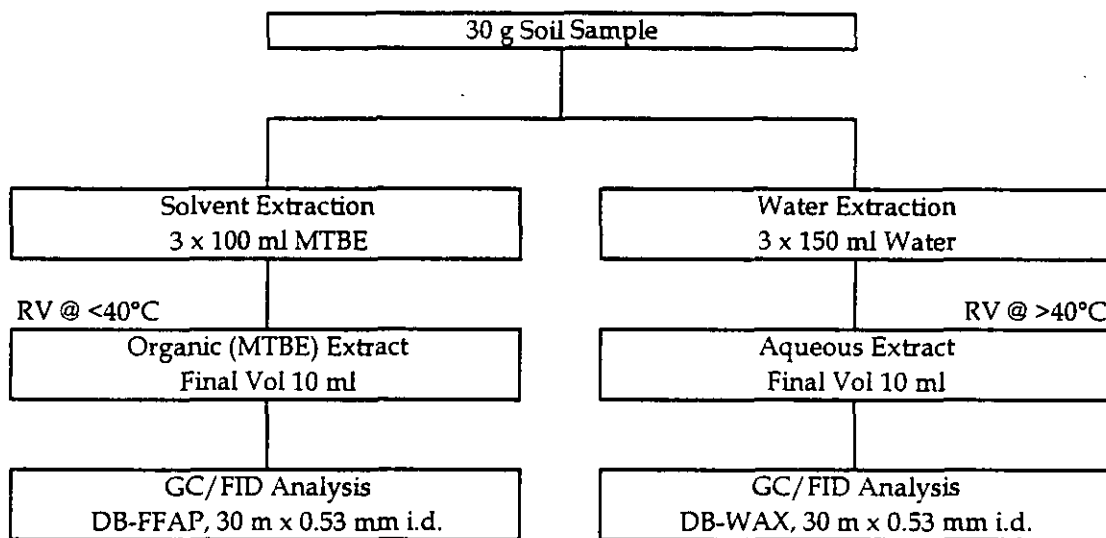 30 g Soil Sample
Solvent Extraction
3 x 100 ml MTBE
Water Extraction
3 x 150 ml Water
RV @ <40°C
RV @ >40°C
Organic (MTBE) Extract
Final Vol 10 ml
Aqueous Extract
Final Vol 10 ml
GC/FID Analysis
DB-FFAP, 30 m x 0.53 mm i.d.
GC/FID Analysis
DB-WAX, 30 m x 0.53 mm i.d.